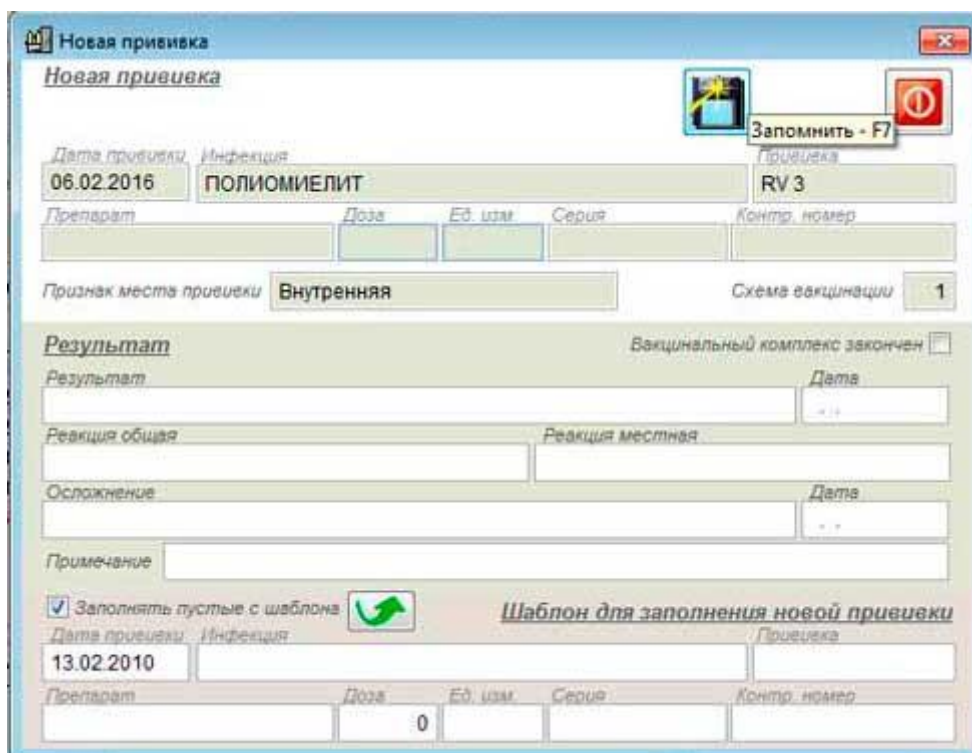 Новая прививка
Новая прививка
Запомнить - F7
Дата прививки Инфекция Прививка
06.02.2016 ПОЛИОМИЕЛИТ RV 3
Препарат Доза Ед. изм. Серия Контр. номер
Признак места прививки Внутренняя Схема вакцинации 1
Результат Вакцинальный комплекс закончен
Результат Дата
. .
Реакция общая Реакция местная
Осложнение Дата
. .
Примечание
Заполнять пустые с шаблона Шаблон для заполнения новой прививки
Дата прививки Инфекция Прививка
13.02.2010
Препарат Доза Ед. изм. Серия Контр. номер
0